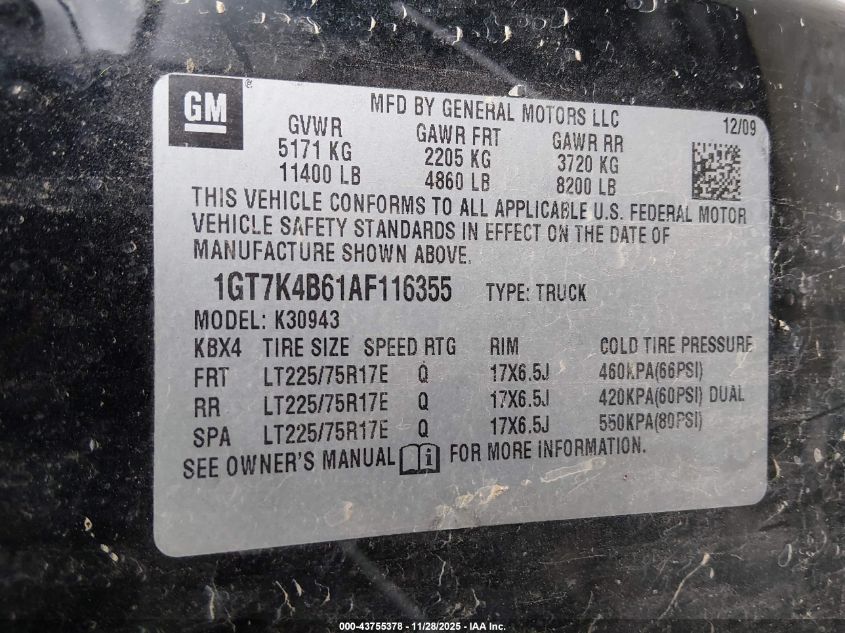 GM ®
MFD BY GENERAL MOTORS LLC
12/09
GVWR GAWR FRT GAWR RR
5171 KG 2205 KG 3720 KG
11400 LB 4860 LB 8200 LB
THIS VEHICLE CONFORMS TO ALL APPLICABLE U.S. FEDERAL MOTOR
VEHICLE SAFETY STANDARDS IN EFFECT ON THE DATE OF
MANUFACTURE SHOWN ABOVE.
1GT7K4B61AF116355 TYPE: TRUCK
MODEL: K30943
KBX4 TIRE SIZE SPEED RTG RIM COLD TIRE PRESSURE
FRT LT225/75R17E Q 17X6.5J 460KPA(66PSI)
RR LT225/75R17E Q 17X6.5J 420KPA(60PSI) DUAL
SPA LT225/75R17E Q 17X6.5J 550KPA(80PSI)
SEE OWNER'S MANUAL i FOR MORE INFORMATION.
000-43755378 | 11/28/2025 - IAA Inc.